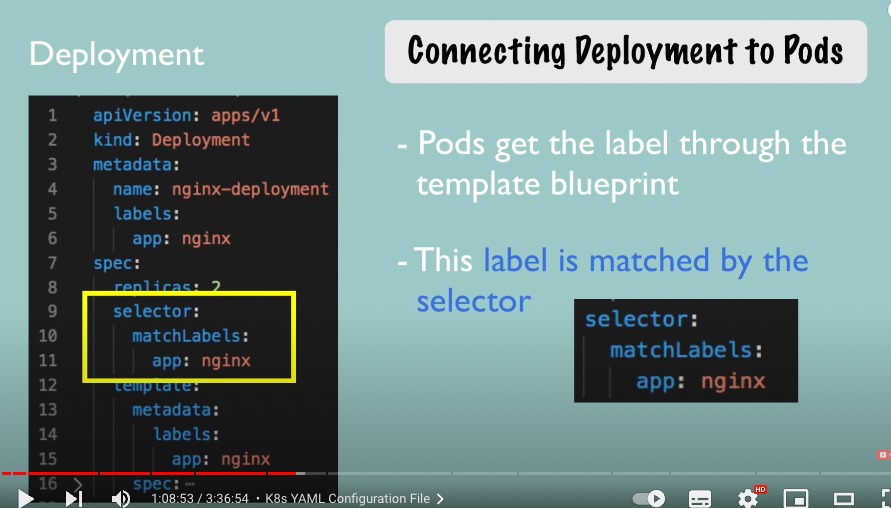 Deployment
Connecting Deployment to Pods
1 apiVersion: apps/v1
2 kind: Deployment
3 metadata:
4 name: nginx-deployment
5 labels:
6 app: nginx
7 spec:
8 replicas: 2
9 selector:
10 matchLabels:
11 app: nginx
12 template:
13 metadata:
14 labels:
15 app: nginx
16 spec:
- Pods get the label through the
template blueprint
- This label is matched by the
selector
selector:
matchLabels:
app: nginx
1:08:53 / 3:36:54 • K8s YAML Configuration File
HD